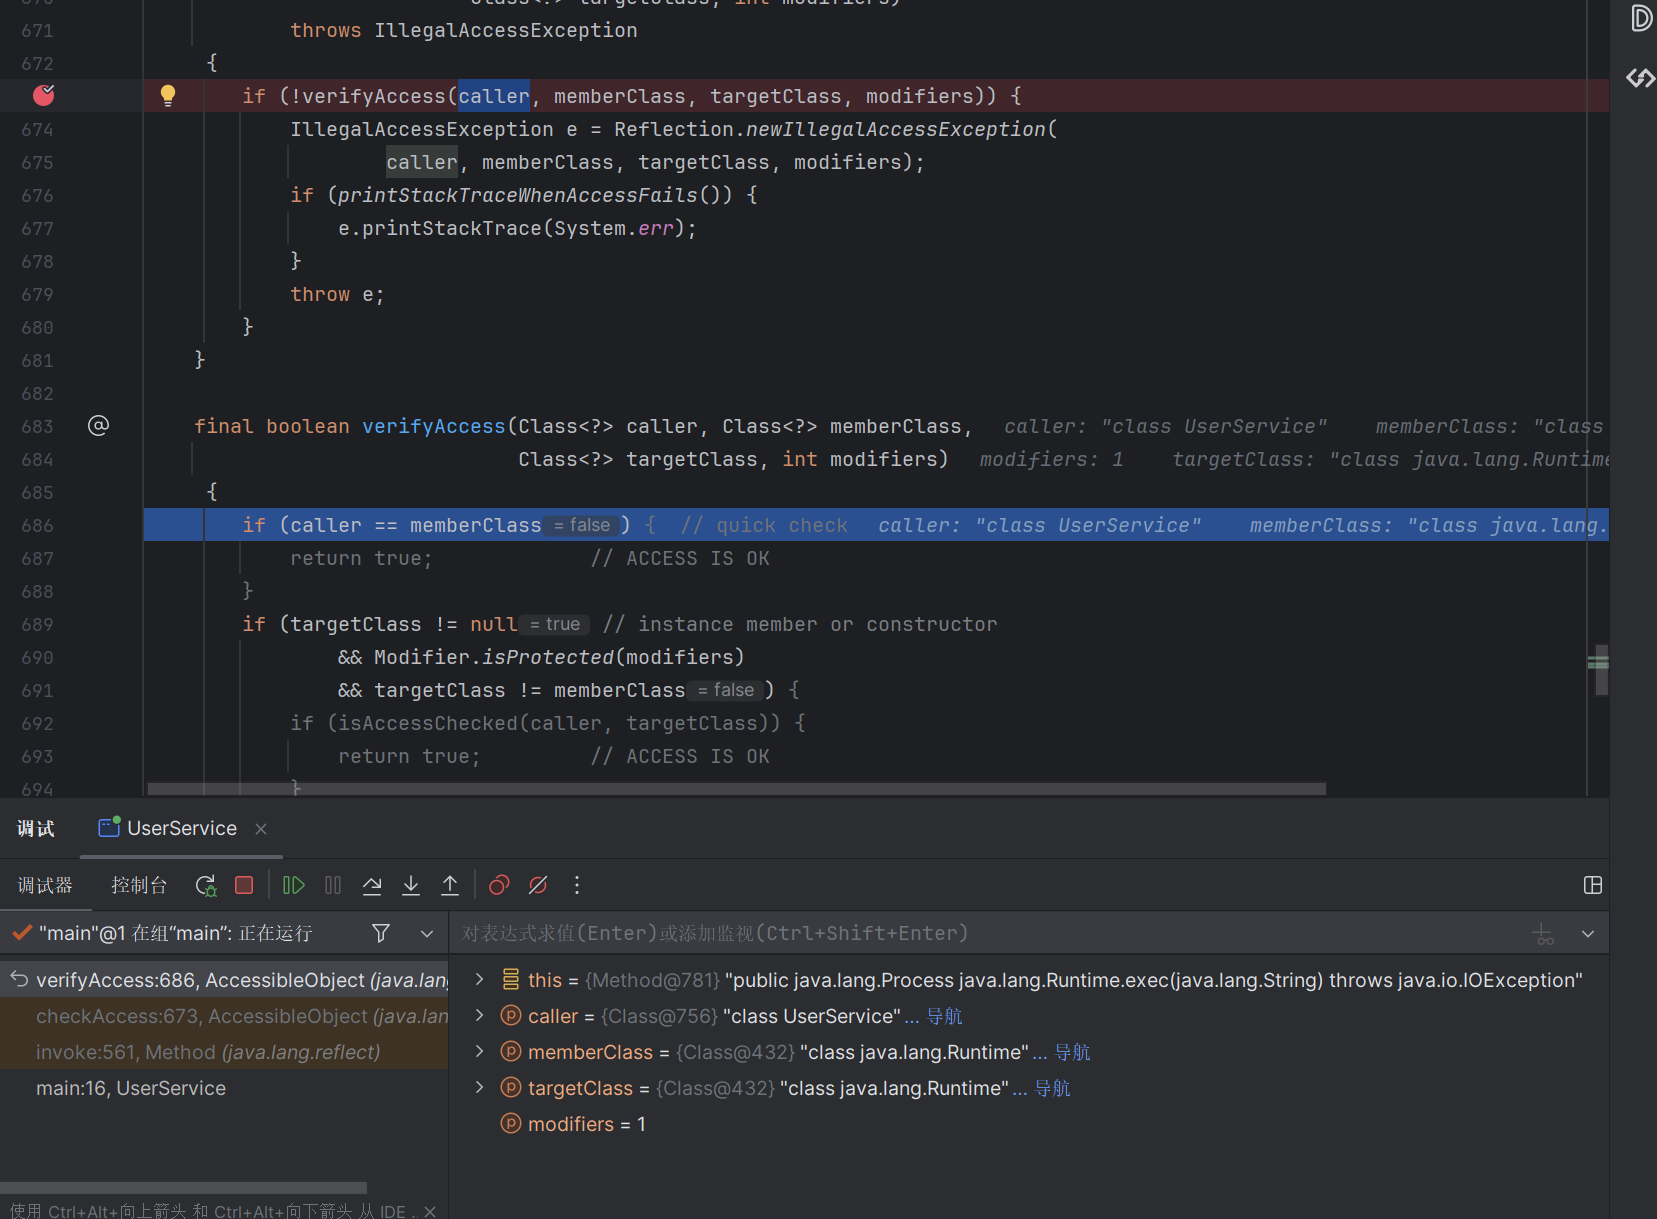 670 Class<?> targetClass, int modifiers)
671 throws IllegalAccessException
672 {
if (!verifyAccess(caller, memberClass, targetClass, modifiers)) {
674 IllegalAccessException e = Reflection.newIllegalAccessException(
675 caller, memberClass, targetClass, modifiers);
676 if (printStackTraceWhenAccessFails()) {
677 e.printStackTrace(System.err);
678 }
679 throw e;
680 }
681 }
682
683 @ final boolean verifyAccess(Class<?> caller, Class<?> memberClass, caller: "class UserService" memberClass: "class
684 Class<?> targetClass, int modifiers) modifiers: 1 targetClass: "class java.lang.Runtime
685 {
686 if (caller == memberClass = false ) { // quick check caller: "class UserService" memberClass: "class java.lang.
687 return true; // ACCESS IS OK
688 }
689 if (targetClass != null = true // instance member or constructor
690 && Modifier.isProtected(modifiers)
691 && targetClass != memberClass = false ) {
692 if (isAccessChecked(caller, targetClass)) {
693 return true; // ACCESS IS OK
694 }
调试 UserService
调试器 控制台
"main"@1 在组“main”: 正在运行
对表达式求值(Enter)或添加监视(Ctrl+Shift+Enter)
verifyAccess:686, AccessibleObject (java.lang
checkAccess:673, AccessibleObject (java.lan
invoke:561, Method (java.lang.reflect)
main:16, UserService
this = {Method@781} "public java.lang.Process java.lang.Runtime.exec(java.lang.String) throws java.io.IOException"
caller = {Class@756} "class UserService" ... 导航
memberClass = {Class@432} "class java.lang.Runtime" ... 导航
targetClass = {Class@432} "class java.lang.Runtime" ... 导航
modifiers = 1
使用 Ctrl+Alt+向上箭头 和 Ctrl+Alt+向下箭头 从 IDE ..